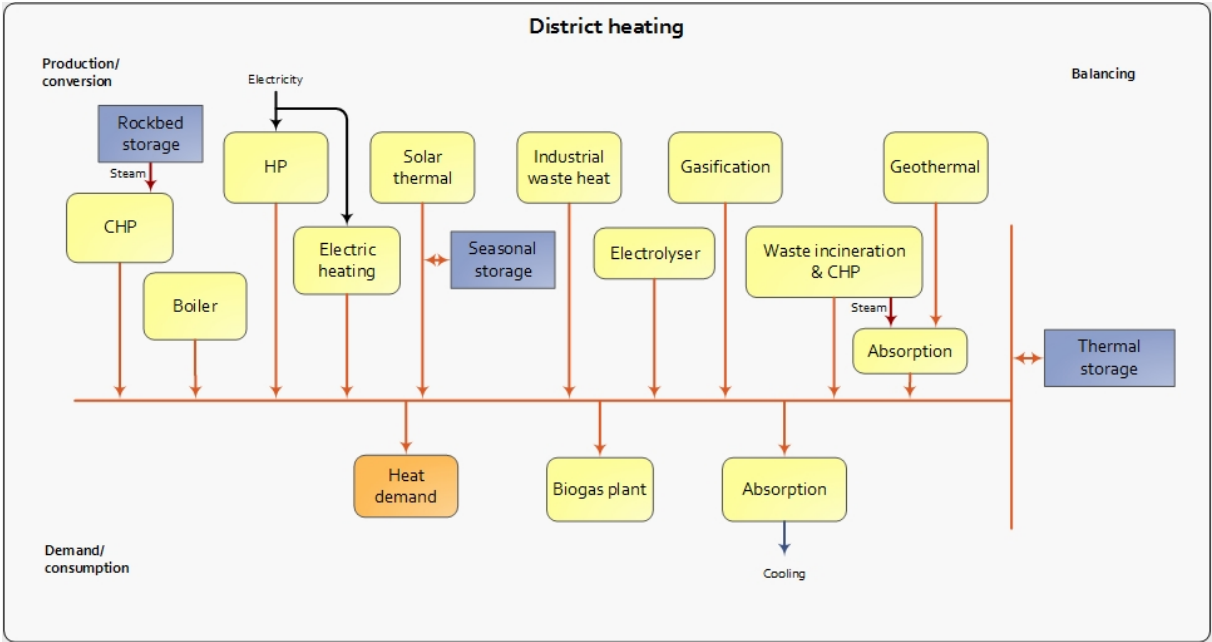 District heating
Production/
conversion
Balancing
Electricity
Rockbed
storage
Steam
CHP
Boiler
HP
Electric
heating
Solar
thermal
Seasonal
storage
Industrial
waste heat
Electrolyser
Gasification
Waste incineration
& CHP
Steam
Geothermal
Absorption
Thermal
storage
Heat
demand
Biogas plant
Absorption
Cooling
Demand/
consumption